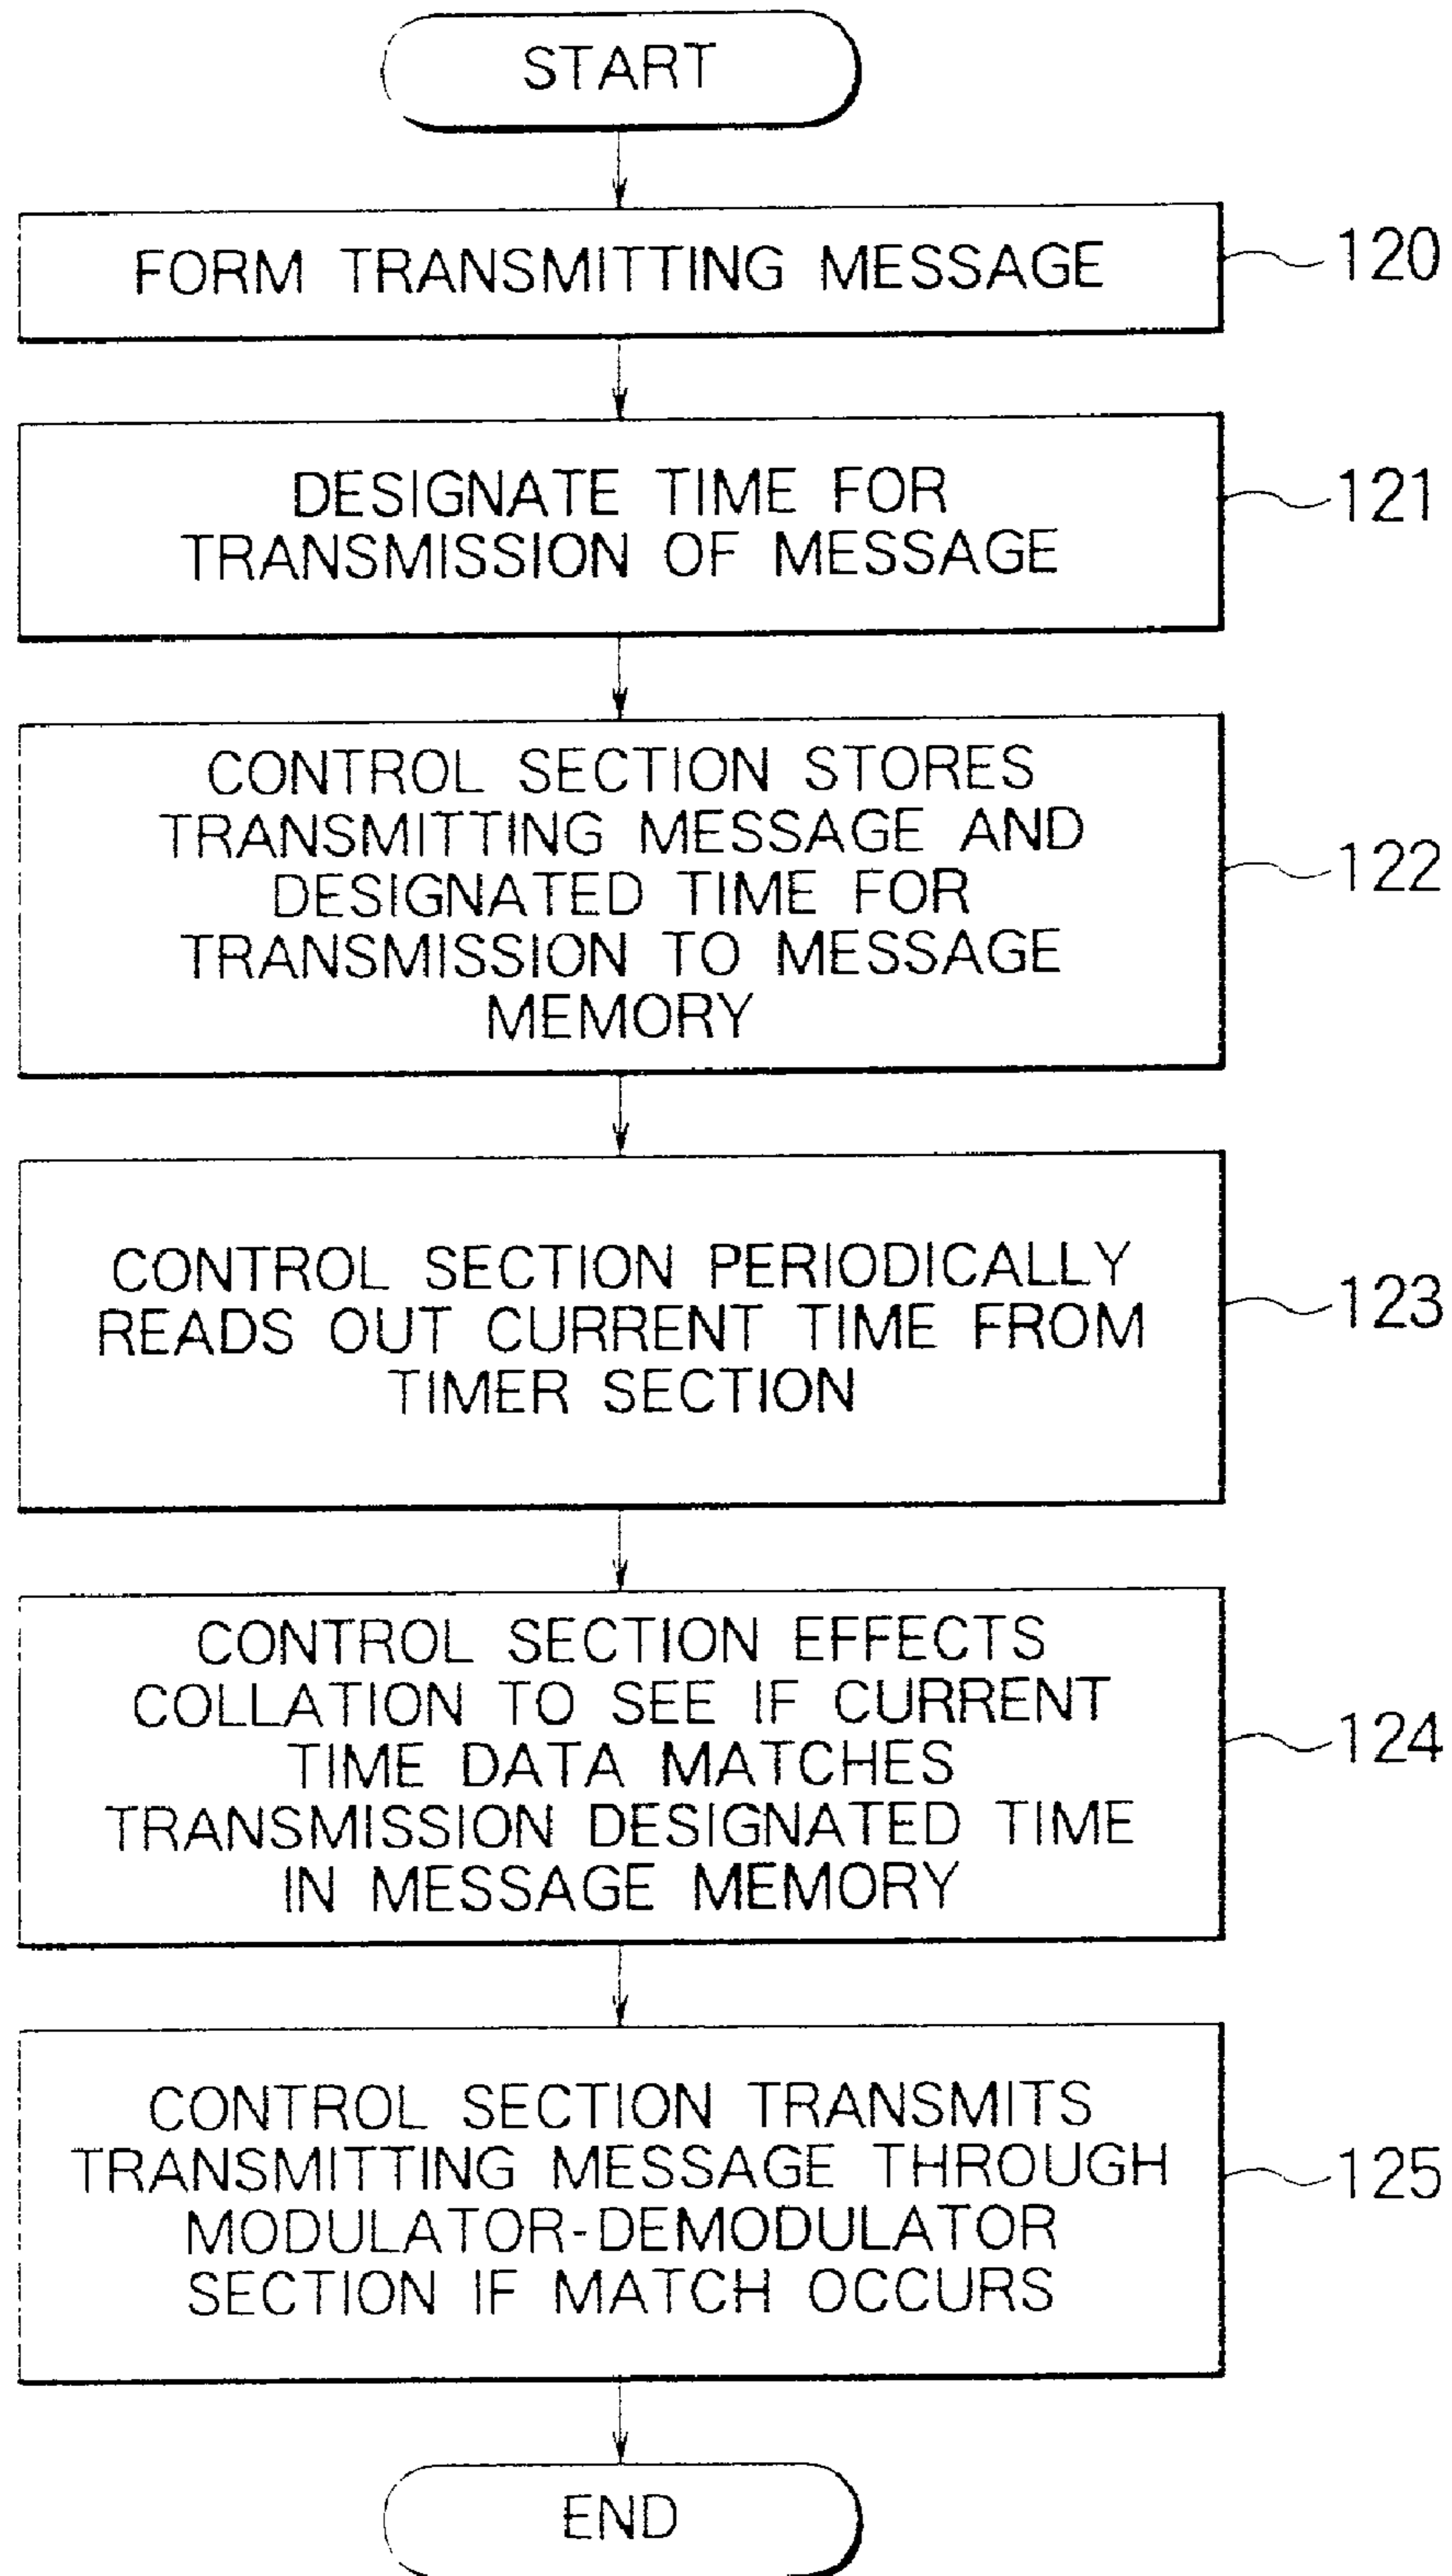 START
FORM TRANSMITTING MESSAGE
120
DESIGNATE TIME FOR
TRANSMISSION OF MESSAGE
121
CONTROL SECTION STORES
TRANSMITTING MESSAGE AND
DESIGNATED TIME FOR
TRANSMISSION TO MESSAGE
MEMORY
122
CONTROL SECTION PERIODICALLY
READS OUT CURRENT TIME FROM
TIMER SECTION
123
CONTROL SECTION EFFECTS
COLLATION TO SEE IF CURRENT
TIME DATA MATCHES
TRANSMISSION DESIGNATED TIME
IN MESSAGE MEMORY
124
CONTROL SECTION TRANSMITS
TRANSMITTING MESSAGE THROUGH
MODULATOR-DEMODULATOR
SECTION IF MATCH OCCURS
125
END